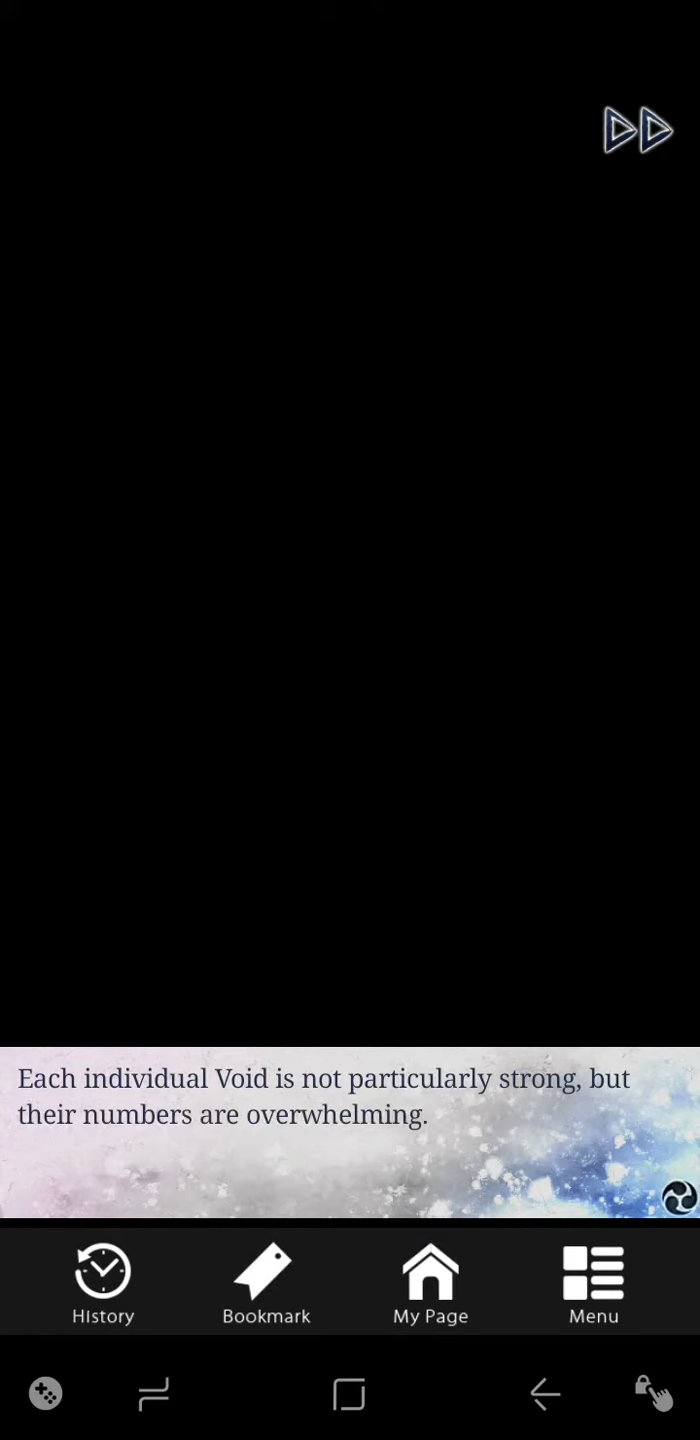 Each individual Void is not particularly strong, but
their numbers are overwhelming.
History
Bookmark
My Page
Menu